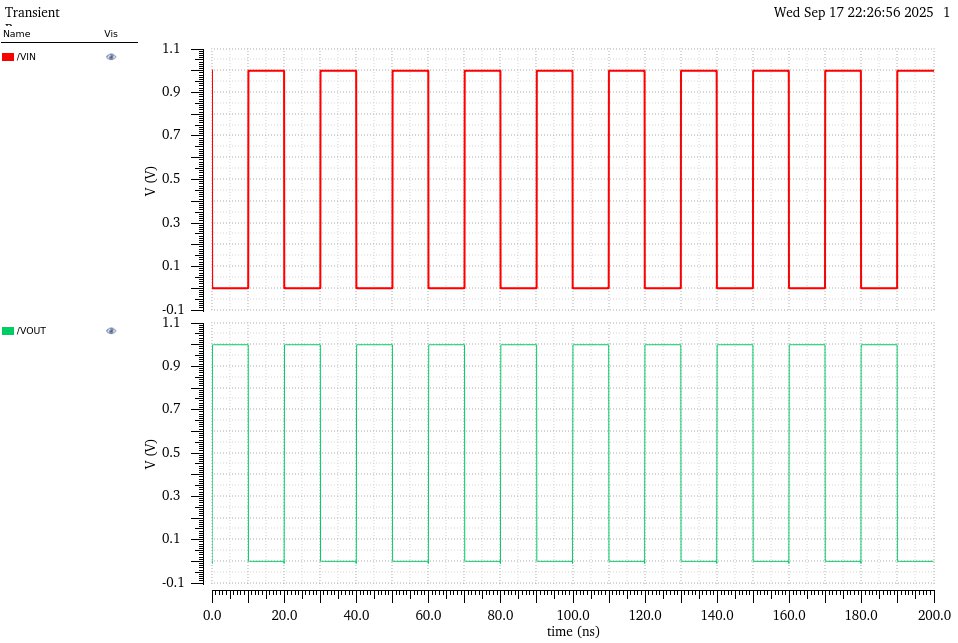 Transient
Wed Sep 17 22:26:56 2025 1
Name Vis
/VIN
1.1
0.9
0.7
0.5
0.3
0.1
-0.1
V (V)
/VOUT
1.1
0.9
0.7
0.5
0.3
0.1
-0.1
V (V)
0.0 20.0 40.0 60.0 80.0 100.0 120.0 140.0 160.0 180.0 200.0
time (ns)